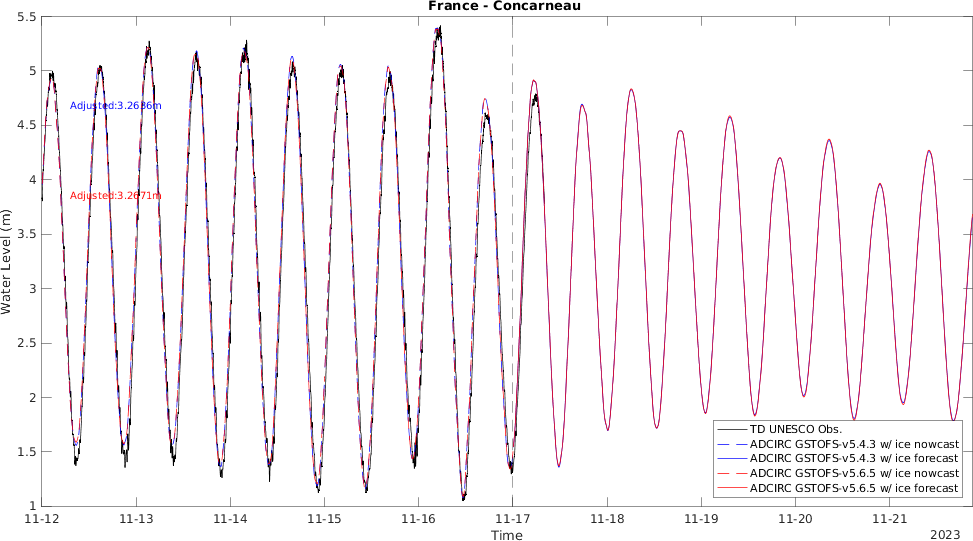 France - Concarneau
5.5
5
4.5
4
3.5
3
2.5
2
1.5
1
Water Level (m)
Adjusted:3.2636m
Adjusted:3.2671m
TD UNESCO Obs.
ADCIRC GSTOFS-v5.4.3 w/ ice nowcast
ADCIRC GSTOFS-v5.4.3 w/ ice forecast
ADCIRC GSTOFS-v5.6.5 w/ ice nowcast
ADCIRC GSTOFS-v5.6.5 w/ ice forecast
11-12 11-13 11-14 11-15 11-16 11-17 11-18 11-19 11-20 11-21
Time
2023